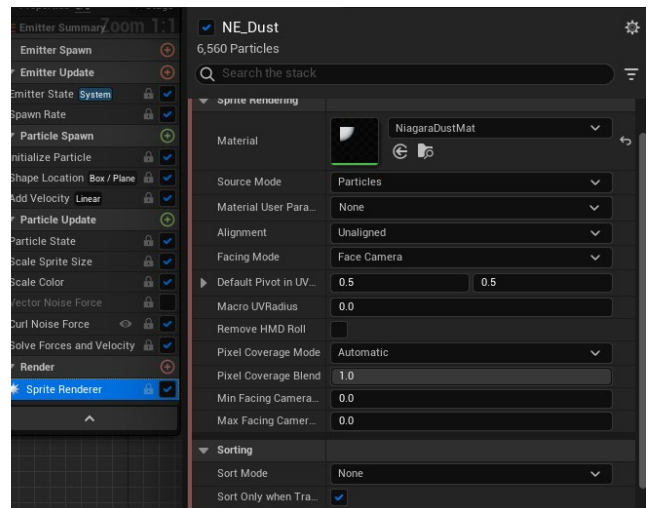 Emitter Summary
Zoom 1:1
Emitter Spawn
Emitter Update
Emitter State System
Spawn Rate
Particle Spawn
Initialize Particle
Shape Location Box / Plane
Add Velocity Linear
Particle Update
Particle State
Scale Sprite Size
Scale Color
Vector Noise Force
Curl Noise Force
Solve Forces and Velocity
Render
Sprite Renderer
NE_Dust
6,560 Particles
Search the stack
Sprite Rendering
Material
NiagaraDustMat
Source Mode Particles
Material User Para... None
Alignment Unaligned
Facing Mode Face Camera
Default Pivot in UV... 0.5 0.5
Macro UVRadius 0.0
Remove HMD Roll
Pixel Coverage Mode Automatic
Pixel Coverage Blend 1.0
Min Facing Camera... 0.0
Max Facing Camer... 0.0
Sorting
Sort Mode None
Sort Only when Tra...